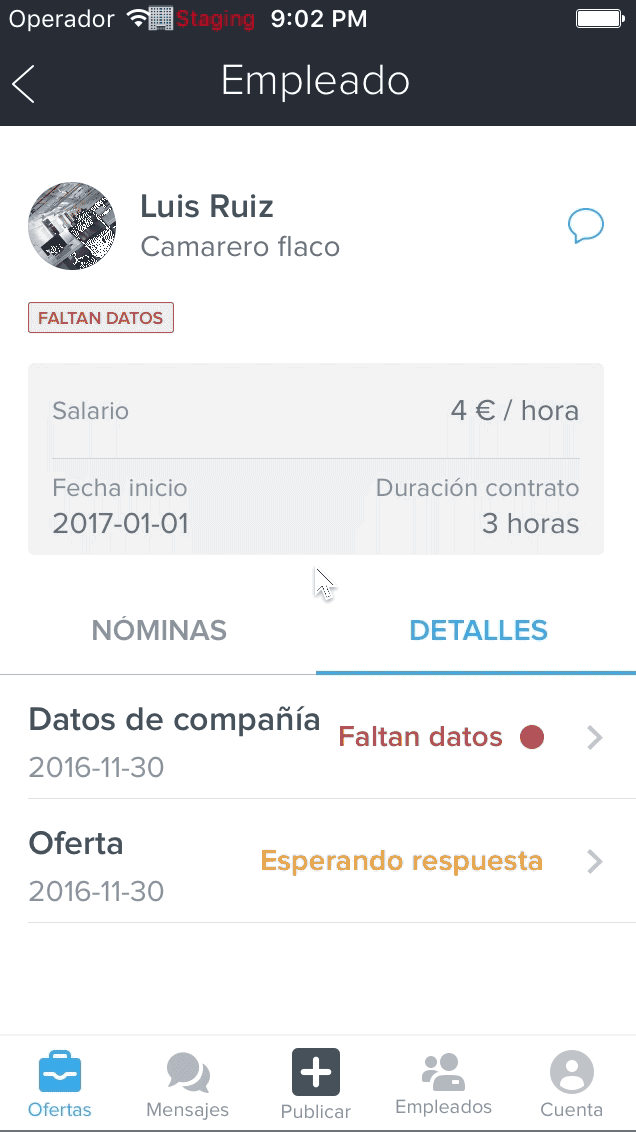 Operador Staging 9:02 PM
Empleado
Luis Ruiz
Camarero flaco
FALTAN DATOS
Salario 4 € / hora
Fecha inicio Duración contrato
2017-01-01 3 horas
NÓMINAS DETALLES
Datos de compañía Faltan datos
2016-11-30
Oferta Esperando respuesta
2016-11-30
Ofertas Mensajes Publicar Empleados Cuenta